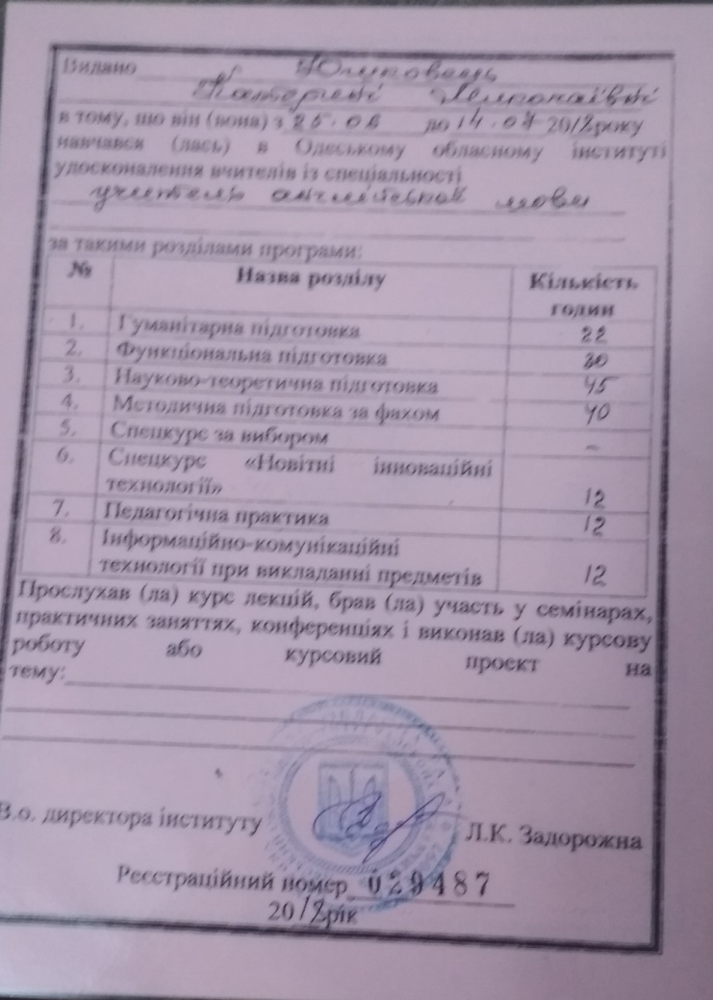 Видано
Катерині Миколаївні
в тому, що він (вона) з 25.06 до 14.07 2012 року
навчався (лась) в Одеському обласному інституті
удосконалення вчителів із спеціальності
учитель англійської мови
за такими розділами програми:
№ Назва розділу Кількість
годин
1. Гуманітарна підготовка 22
2. Функціональна підготовка
3. Науково-теоретична підготовка 45
4. Методична підготовка за фахом 40
5. Спецкурс за вибором –
6. Спецкурс «Новітні інноваційні
технології» 12
7. Педагогічна практика 12
8. Інформаційно-комунікаційні
технології при викладанні предметів 12
Прослухав (ла) курс лекцій, брав (ла) участь у семінарах,
практичних заняттях, конференціях і виконав (ла) курсову
роботу або курсовий проєкт на
тему:
В.о. директора інституту Л.К. Задорожна
Реєстраційний номер 029487
2012 рік